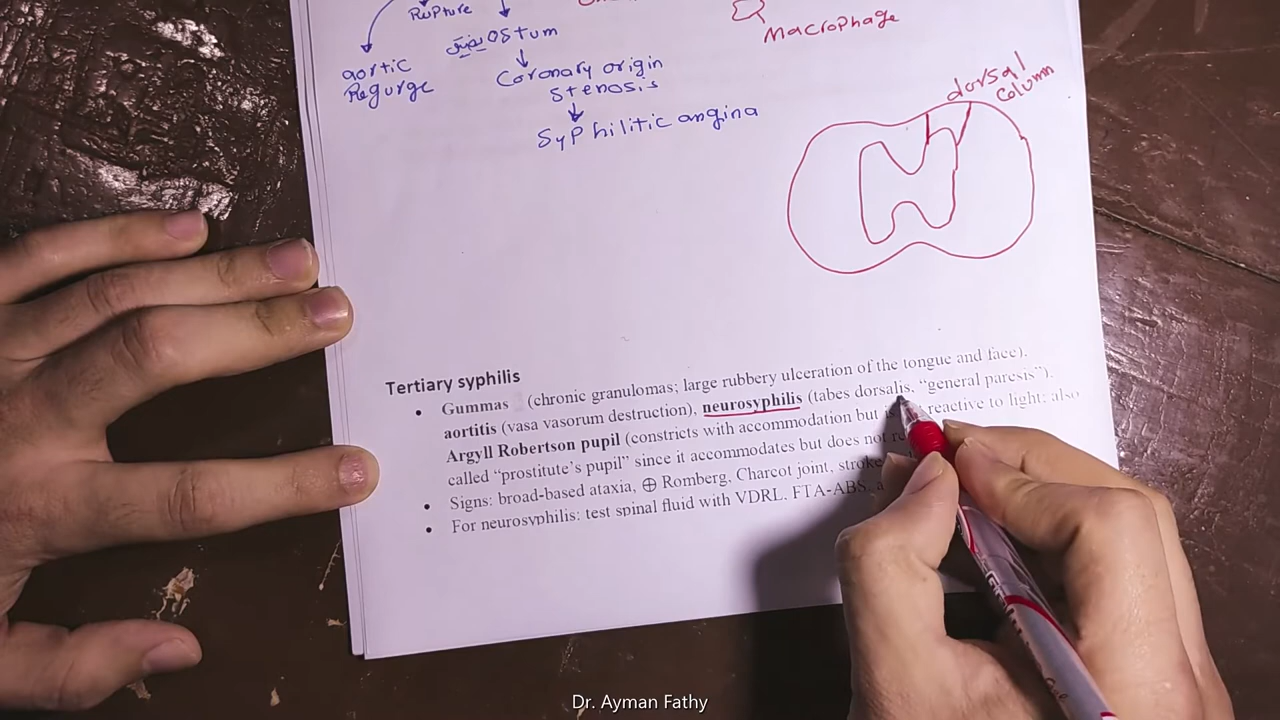 Rupture
aortic
Regurge
يضيق Ostum
Coronary origin
stenosis
Syphilitic angina
Macrophage
dorsal
Column
Tertiary syphilis
• Gummas (chronic granulomas; large rubbery ulceration of the tongue and face).
aortitis (vasa vasorum destruction), neurosyphilis (tabes dorsalis, “general paresis”).
Argyll Robertson pupil (constricts with accommodation but is reactive to light; also
called “prostitute’s pupil” since it accommodates but does not
• Signs: broad-based ataxia, ⊕ Romberg, Charcot joint, stroke
• For neurosyphilis: test spinal fluid with VDRL, FTA-ABS, a
Dr. Ayman Fathy